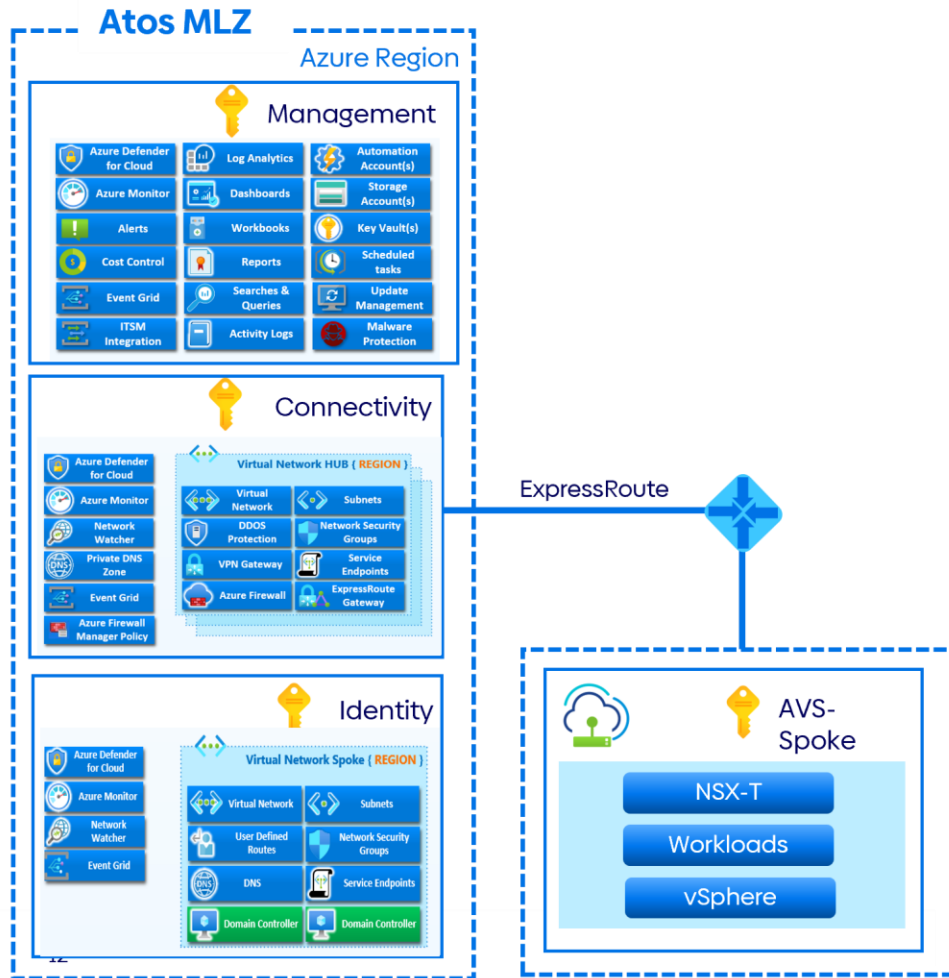 Atos MLZ
Azure Region
Management
Azure Defender
for Cloud
Log Analytics
Automation
Account(s)
Azure Monitor
Dashboards
Storage
Account(s)
Alerts
Workbooks
Key Vault(s)
Cost Control
Reports
Scheduled
tasks
Event Grid
Searches &
Queries
Update
Management
ITSM
Integration
Activity Logs
Malware
Protection
Connectivity
Azure Defender
for Cloud
Azure Monitor
Network
Watcher
DNS
Private DNS
Zone
Event Grid
Azure Firewall
Manager Policy
Virtual Network HUB ( REGION )
Virtual
Network
Subnets
DDOS
Protection
Network Security
Groups
VPN Gateway
Service
Endpoints
Azure Firewall
ExpressRoute
Gateway
ExpressRoute
Identity
Azure Defender
for Cloud
Azure Monitor
Network
Watcher
Event Grid
Virtual Network Spoke ( REGION )
Virtual Network
Subnets
User Defined
Routes
Network Security
Groups
DNS
DNS
Service Endpoints
Domain Controller
Domain Controller
AVS-
Spoke
NSX-T
Workloads
vSphere